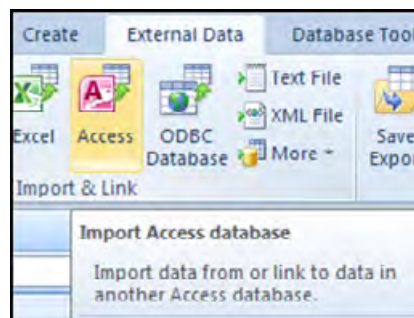 Create External Data Database Tool
Text File
XML File
Excel Access ODBC Database More Save Expor
Import & Link
Import Access database
Import data from or link to data in
another Access database.